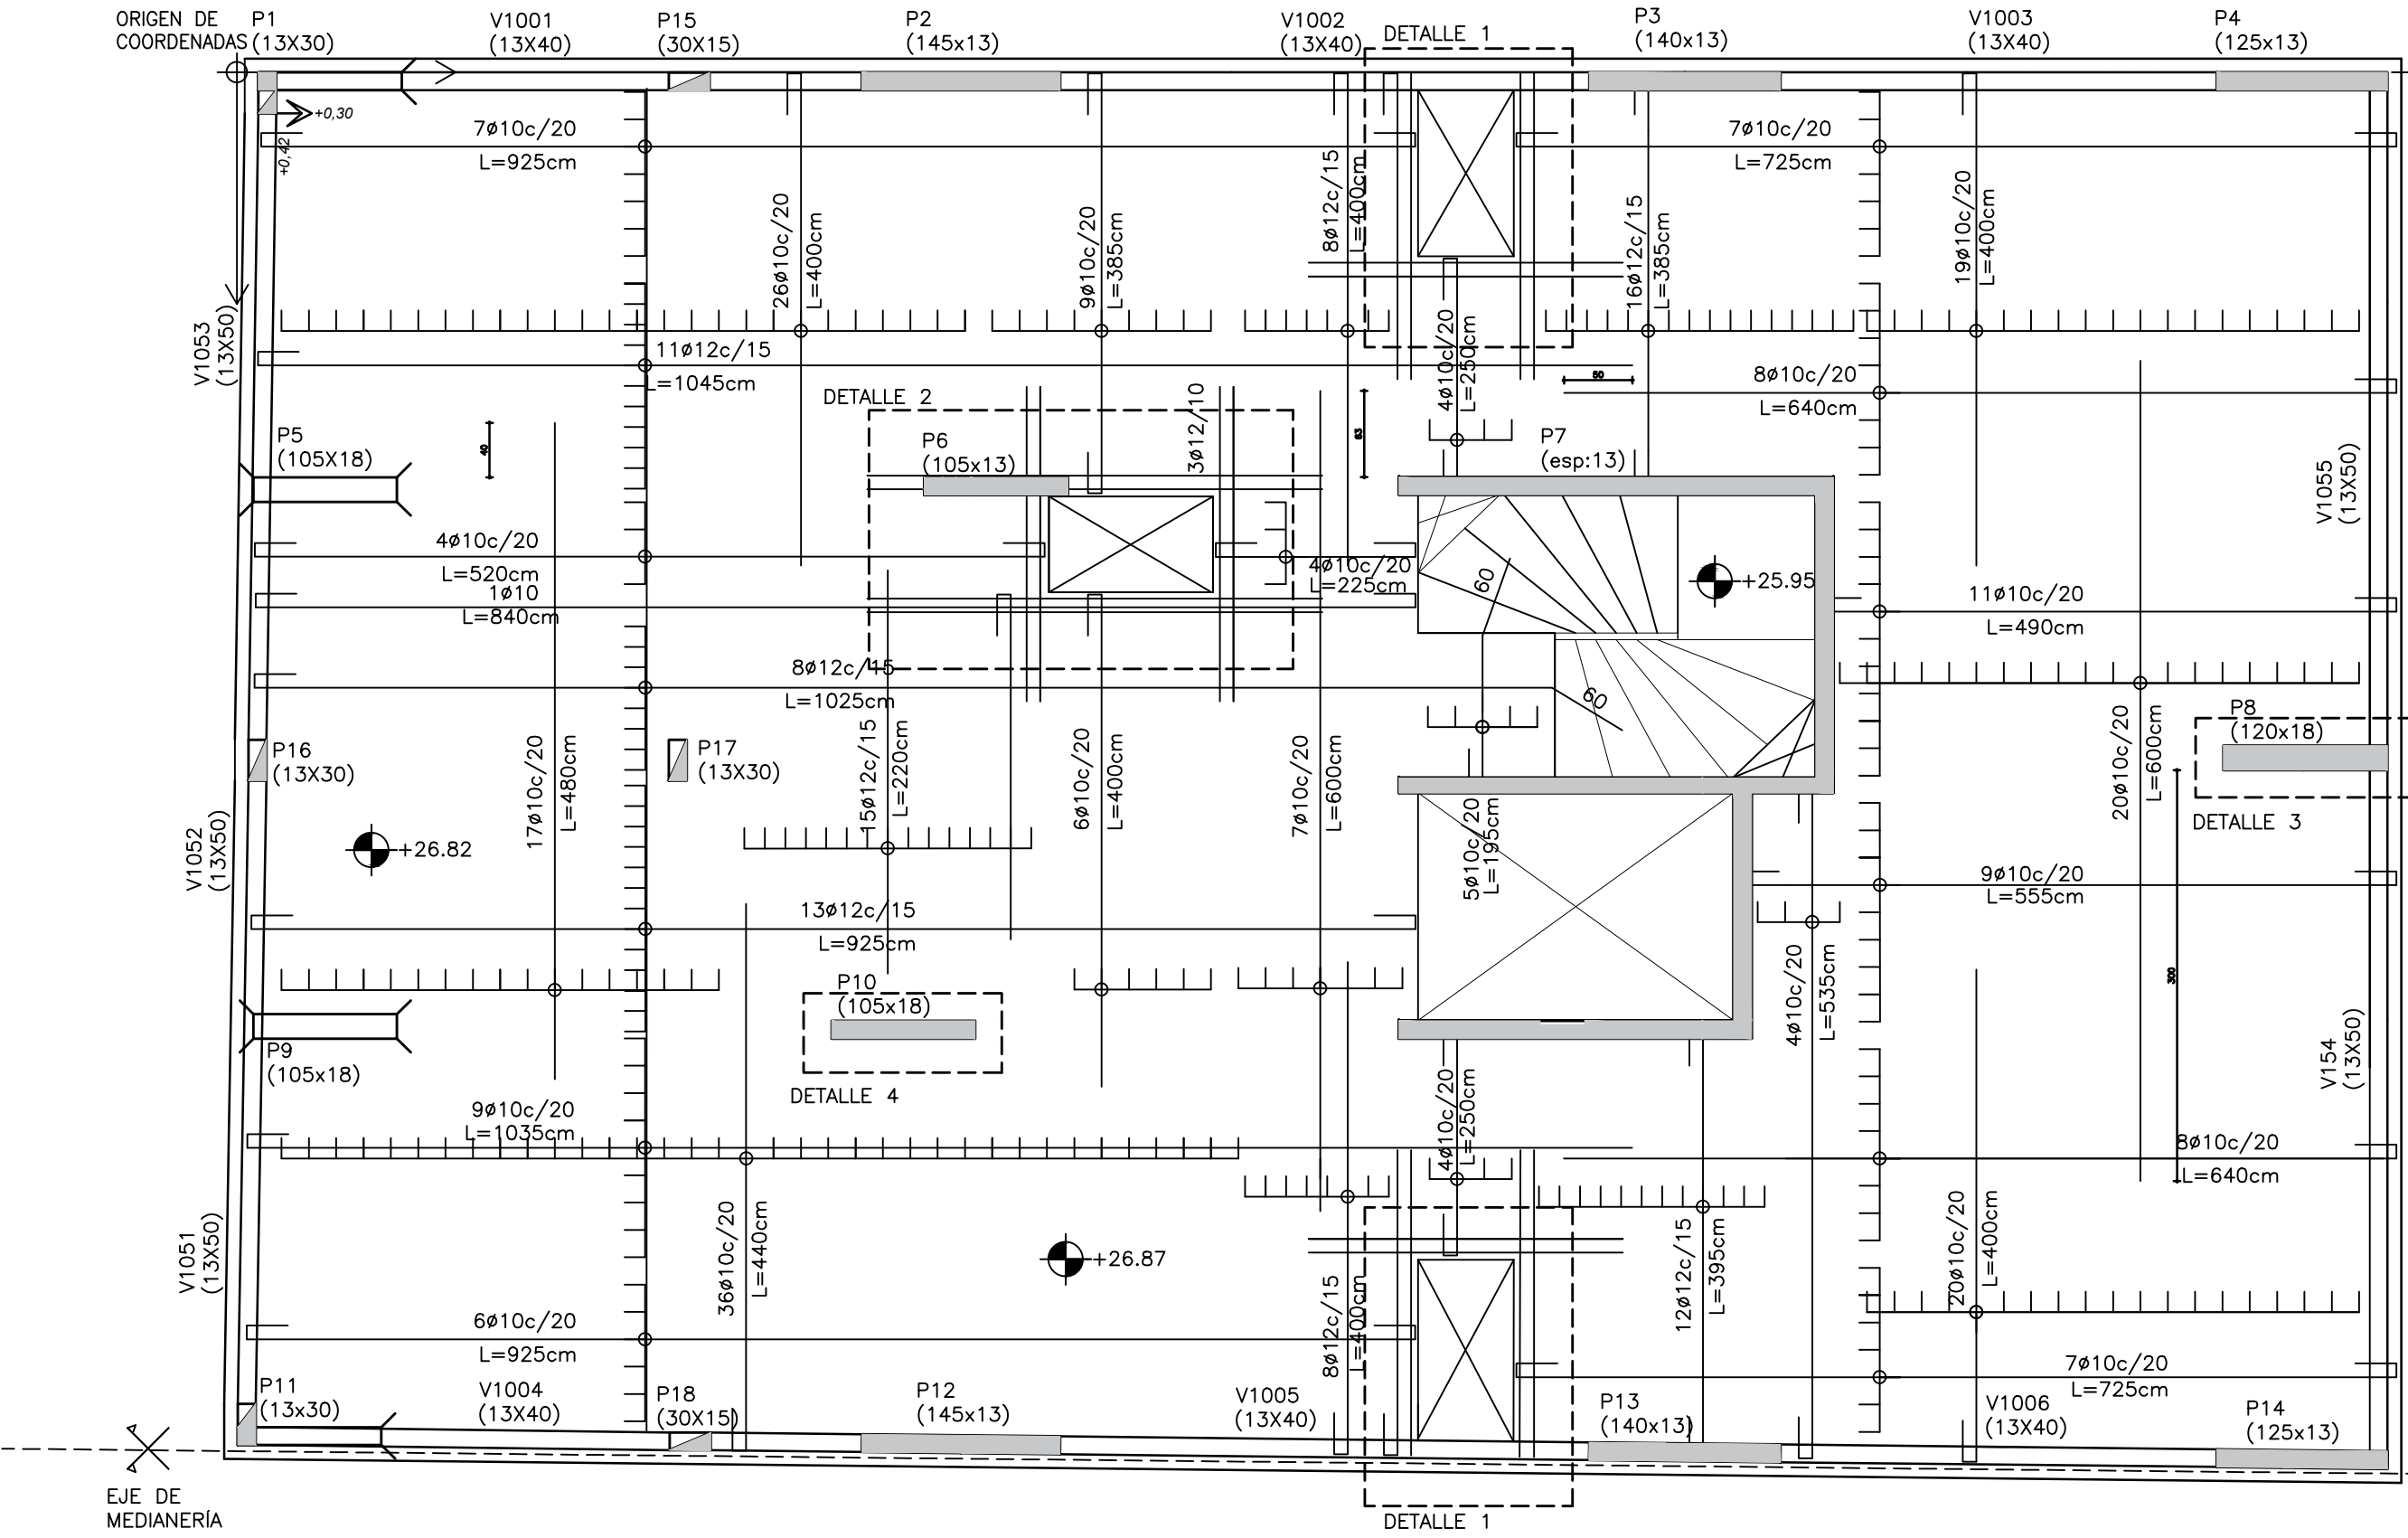 ORIGEN DE
COORDENADAS
P1
(13X30)
V1001
(13X40)
P15
(30X15)
P2
(145x13)
V1002
(13X40)
DETALLE 1
P3
(140x13)
V1003
(13X40)
P4
(125x13)
+0,30
+0,42
7ø10c/20
L=925cm
7ø10c/20
L=725cm
26ø10c/20
L=400cm
9ø10c/20
L=385cm
8ø12c/15
L=400cm
16ø12c/15
L=385cm
19ø10c/20
L=400cm
V1053
(13X50)
11ø12c/15
L=1045cm
4ø10c/20
L=250cm
50
8ø10c/20
L=640cm
DETALLE 2
3ø12/10
63
40
P5
(105X18)
P6
(105x13)
P7
(esp:13)
V1055
(13X50)
4ø10c/20
L=520cm
1ø10
L=840cm
4ø10c/20
L=225cm
60
+25.95
11ø10c/20
L=490cm
8ø12c/15
L=1025cm
60
P16
(13X30)
P17
(13X30)
17ø10c/20
L=480cm
15ø12c/15
L=220cm
6ø10c/20
L=400cm
7ø10c/20
L=600cm
5ø10c/20
L=195cm
20ø10c/20
L=600cm
P8
(120x18)
DETALLE 3
V1052
(13X50)
+26.82
13ø12c/15
L=925cm
9ø10c/20
L=555cm
4ø10c/20
L=535cm
300
P10
(105x18)
DETALLE 4
P9
(105x18)
V154
(13X50)
9ø10c/20
L=1035cm
4ø10c/20
L=250cm
8ø10c/20
L=640cm
V1051
(13X50)
36ø10c/20
L=440cm
+26.87
8ø12c/15
L=400cm
12ø12c/15
L=395cm
20ø10c/20
L=400cm
6ø10c/20
L=925cm
7ø10c/20
L=725cm
P11
(13x30)
V1004
(13X40)
P18
(30X15)
P12
(145x13)
V1005
(13X40)
P13
(140x13)
V1006
(13X40)
P14
(125x13)
EJE DE
MEDIANERÍA
DETALLE 1